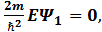 2m/ħ² EΨ₁ = 0,